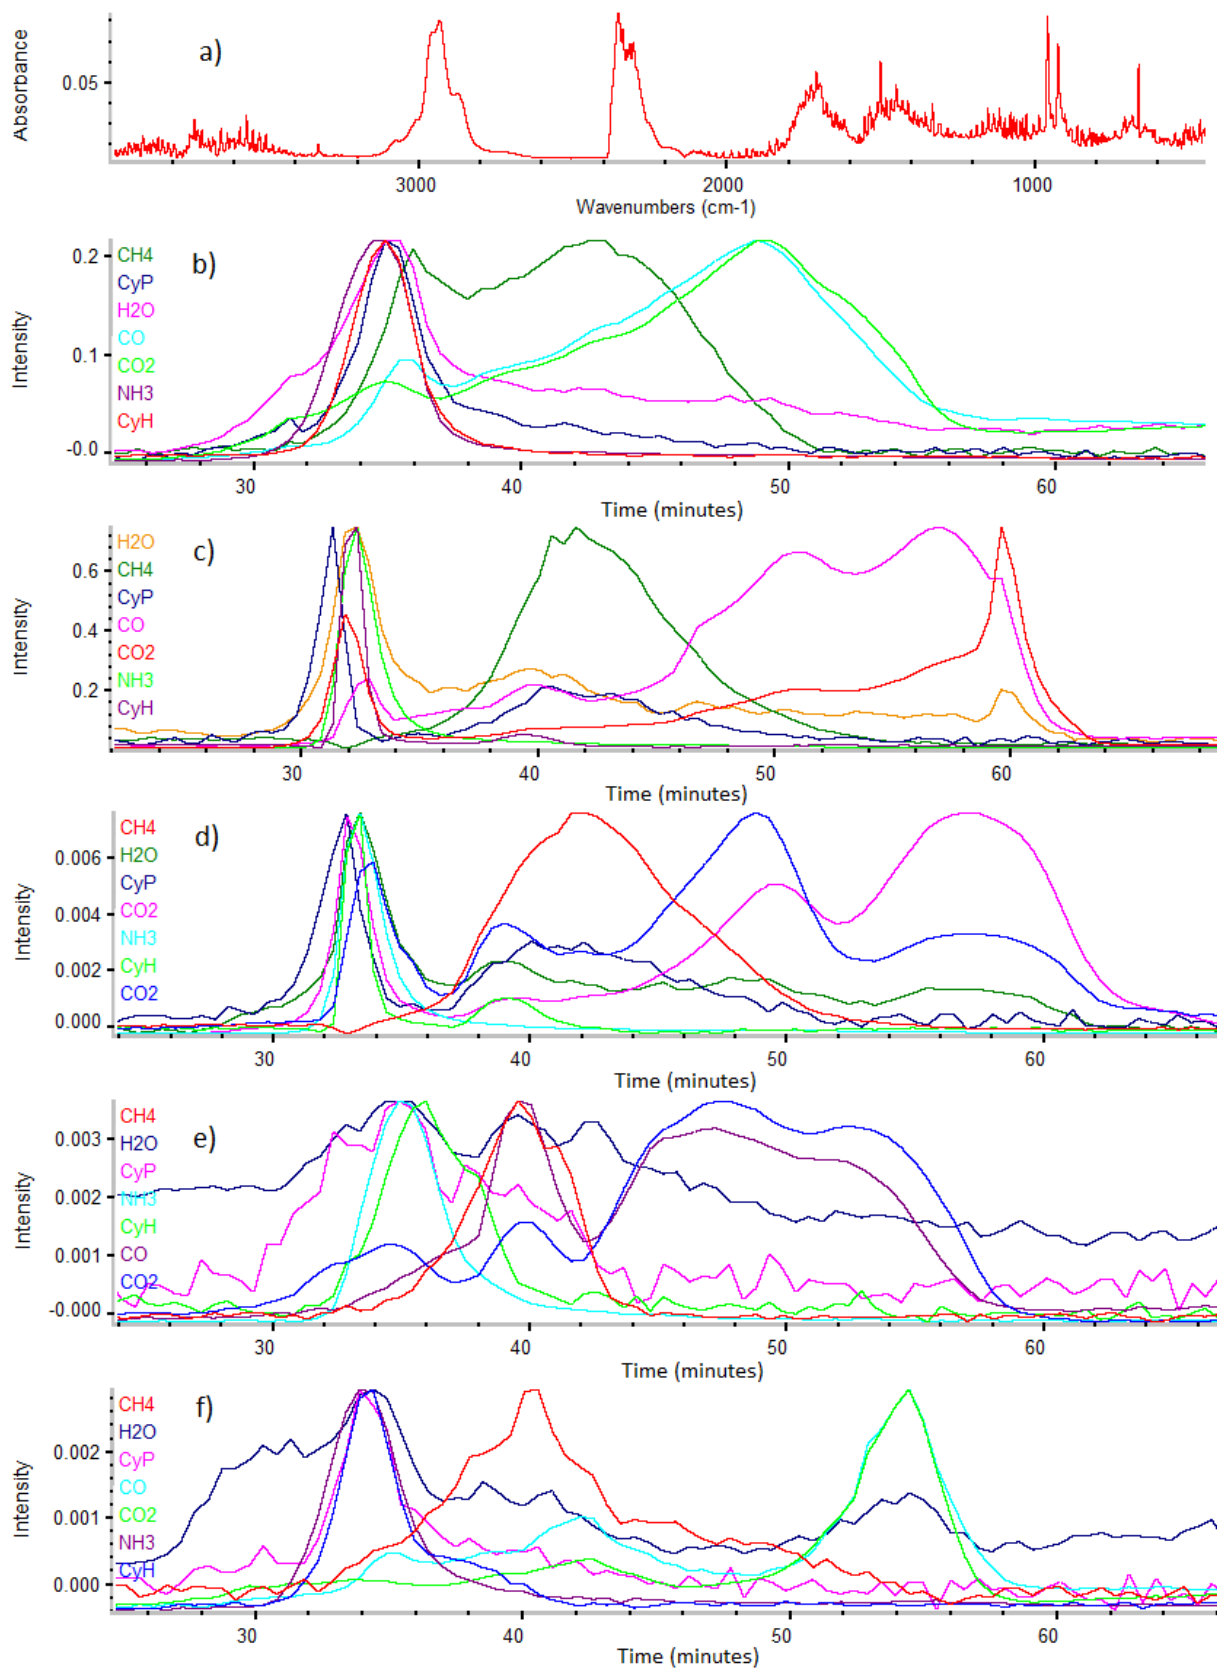 a)
Absorbance
0.05
3000 2000 1000
Wavenumbers (cm-1)
b)
Intensity
0.2
0.1
-0.0
CH4
CyP
H2O
CO
CO2
NH3
CyH
30 40 50 60
Time (minutes)
c)
Intensity
0.6
0.4
0.2
H2O
CH4
CyP
CO
CO2
NH3
CyH
30 40 50 60
Time (minutes)
d)
Intensity
0.006
0.004
0.002
0.000
CH4
H2O
CyP
CO2
NH3
CyH
CO2
30 40 50 60
Time (minutes)
e)
Intensity
0.003
0.002
0.001
-0.000
CH4
H2O
CyP
NH3
CyH
CO
CO2
30 40 50 60
Time (minutes)
f)
Intensity
0.002
0.001
0.000
CH4
H2O
CyP
CO
CO2
NH3
CyH
30 40 50 60
Time (minutes)